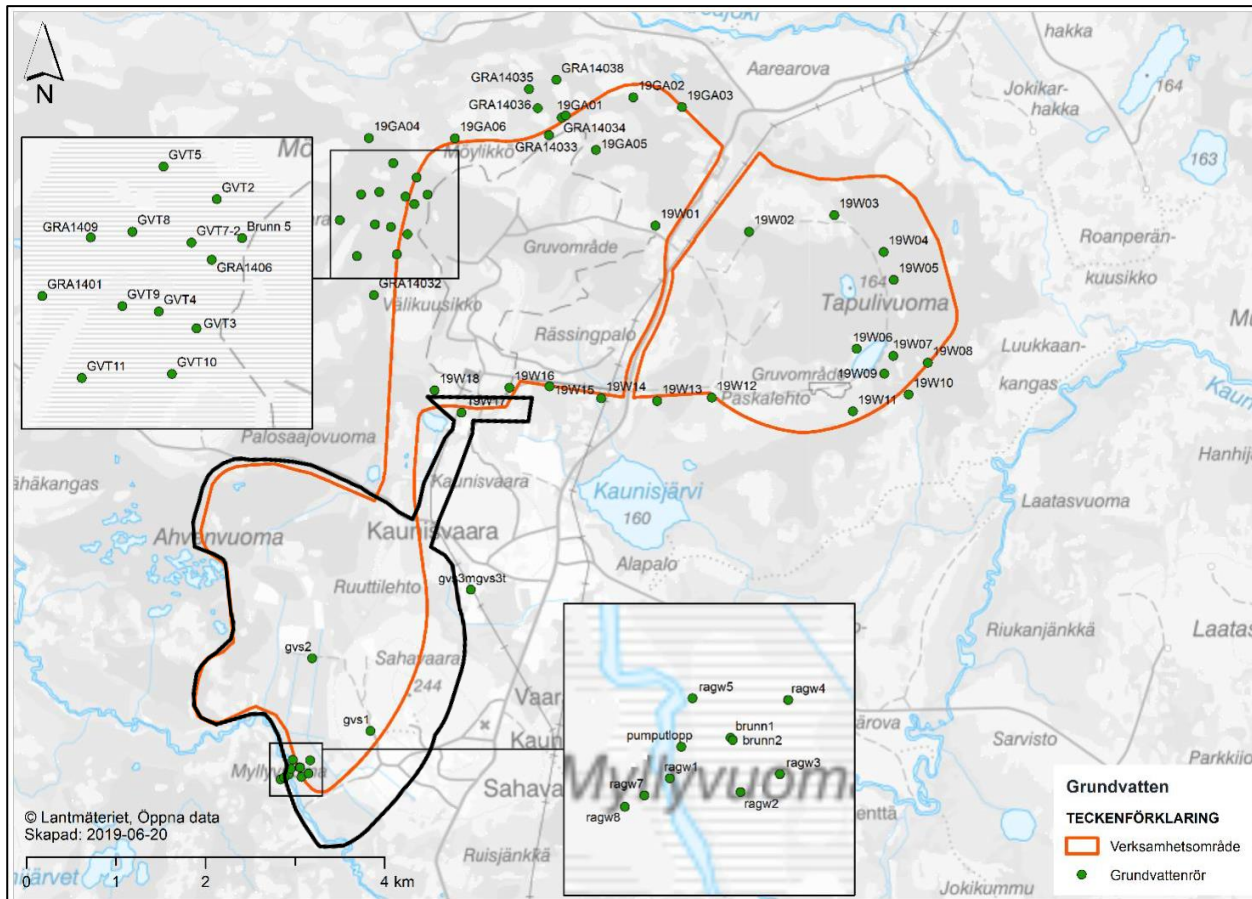 N
hakka
Aarearova
164
Jokikar-
hakka
163
GRA14038
GRA14035
19GA02
GRA14036
19GA01
19GA03
GRA14034
19GA04
19GA06
GRA14033
Möylikkö
19GA05
GVT5
GVT2
GRA1409
GVT8
GVT7-2
Brunn 5
GRA1406
GRA1401
GVT9
GVT4
GVT3
GVT11
GVT10
19W01
19W02
19W03
19W04
19W05
Gruvområde
164
Tapulivuoma
Roanperän-
kuusikko
GRA14032
Välikuusikko
Rässingpalo
19W06
19W07
19W08
Luukkaan-
kangas
19W09
19W10
19W11
Gruvområde
Paskalehto
19W18
19W16
19W17
19W15
19W14
19W13
19W12
Palosaajovuoma
Kaunisvaara
Kaunisjärvi
160
Kaunisvaara
Ahvenvuoma
Alapalo
Laatasvuoma
Ruuttilehto
gvs3mgvs3t
Riukanjänkkä
gvs2
Sahavaara
244
gvs1
Sarvisto
Myllyvuoma
Ruisjänkkä
ragw5
ragw4
brunn1
brunn2
pumputlopp
Myllyvuoma
ragw1
ragw3
ragw7
ragw2
ragw8
Jokikummu
© Lantmäteriet, Öppna data
Skapad: 2019-06-20
0 1 2 4 km
Grundvatten
TECKENFÖRKLARING
Verksamhetsområde
Grundvattenrör